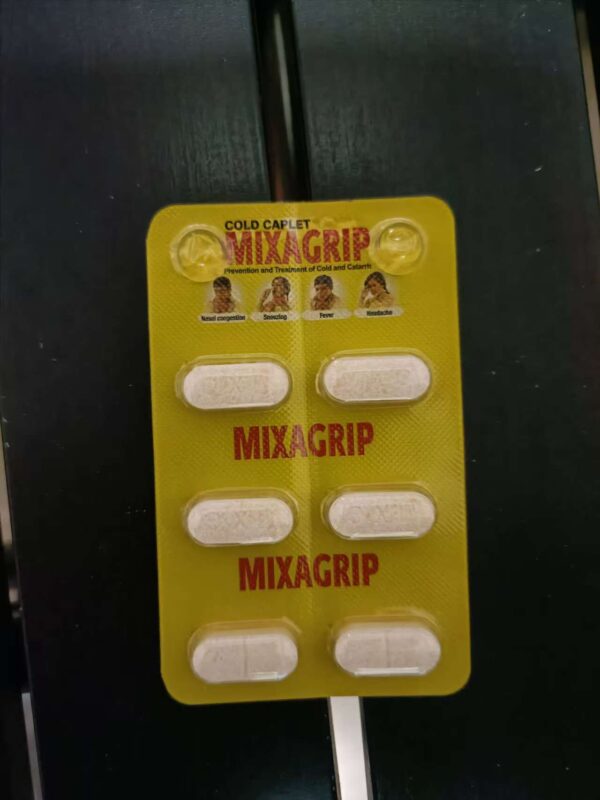 COLD CAPLET
MIXAGRIP
Prevention and Treatment of Cold and Catarrh
Nasal congestion Sneezing Fever Headache
MIXAGRIP
MIXAGRIP